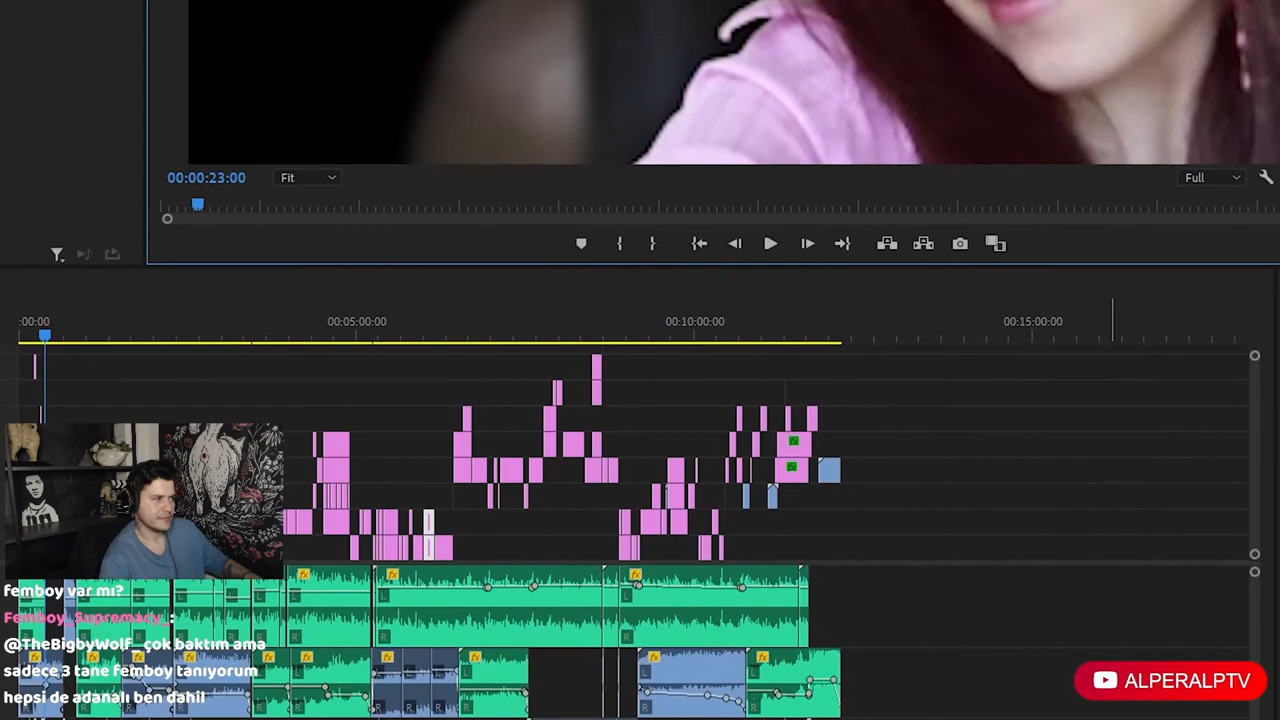 00:00:23:00
Fit
Full
:00:00
00:05:00:00
00:10:00:00
00:15:00:00
femboy var mı?
Femboy_Supremacy_:
@TheBigbyWolf_ çok baktım ama
sadece 3 tane femboy tanıyorum
hepsi de adanalı ben dahil
ALPERALPTV